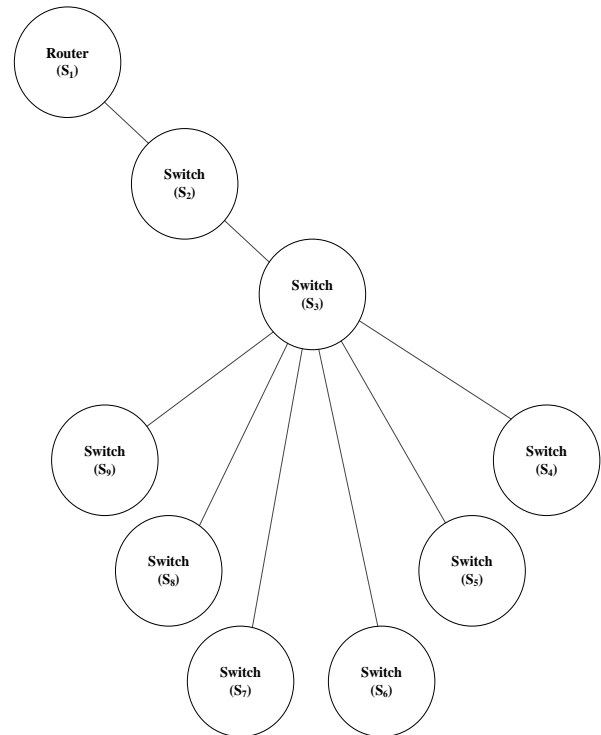 Router
(S₁)
Switch
(S₂)
Switch
(S₃)
Switch
(S₉)
Switch
(S₄)
Switch
(S₈)
Switch
(S₅)
Switch
(S₇)
Switch
(S₆)